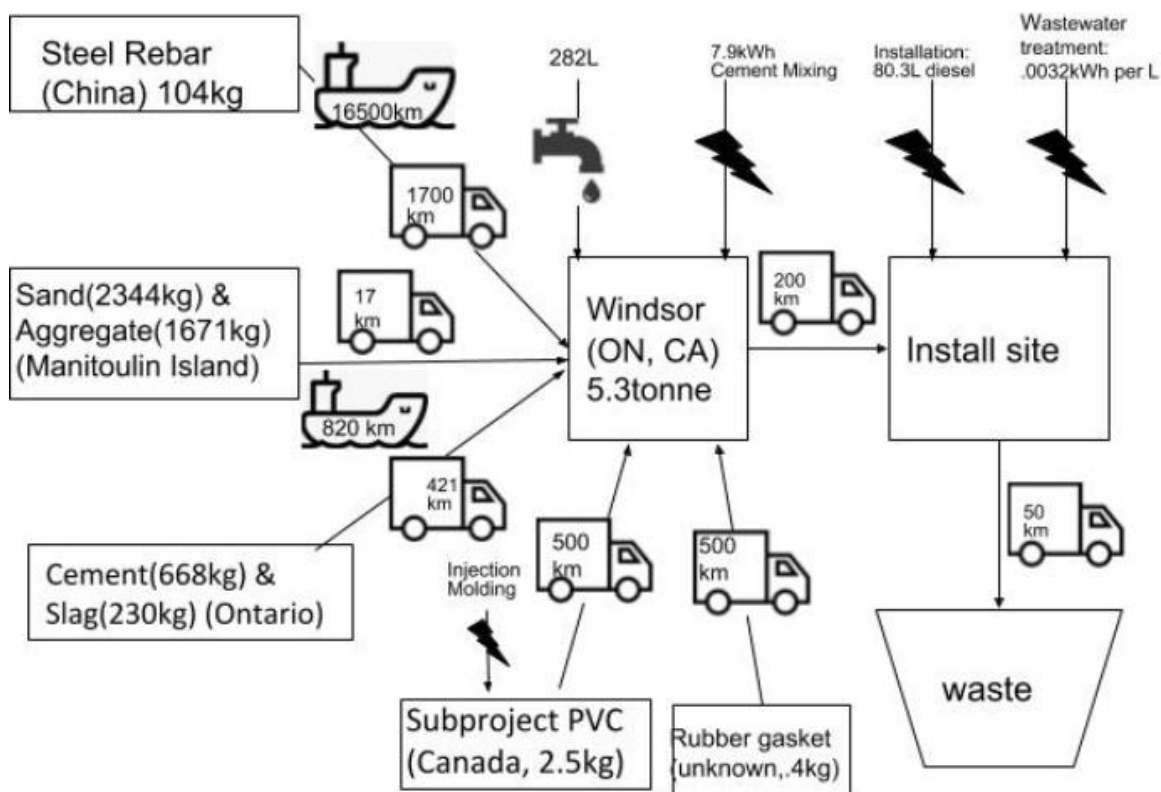 Steel Rebar
(China) 104kg
16500km
1700
km
282L
7.9kWh
Cement Mixing
Installation:
80.3L diesel
Wastewater
treatment:
.0032kWh per L
Sand(2344kg) &
Aggregate(1671kg)
(Manitoulin Island)
17
km
820 km
Windsor
(ON, CA)
5.3tonne
200
km
Install site
Cement(668kg) &
Slag(230kg) (Ontario)
421
km
Injection
Molding
500
km
500
km
50
km
Subproject PVC
(Canada, 2.5kg)
Rubber gasket
(unknown,.4kg)
waste